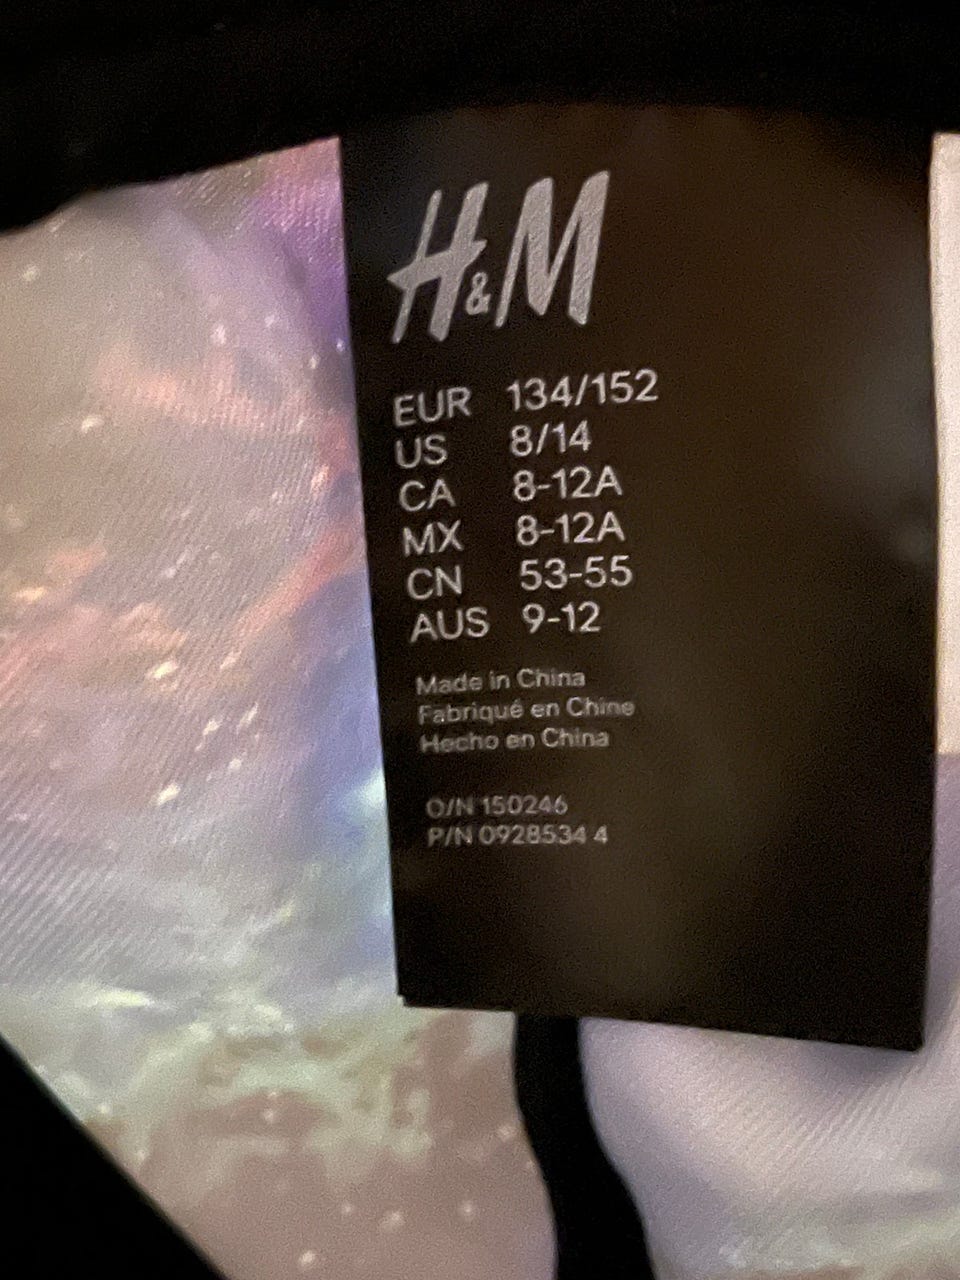 H&M
EUR 134/152
US 8/14
CA 8-12A
MX 8-12A
CN 53-55
AUS 9-12
Made in China
Fabriqué en Chine
Hecho en China
O/N 150246
P/N 0928534 4